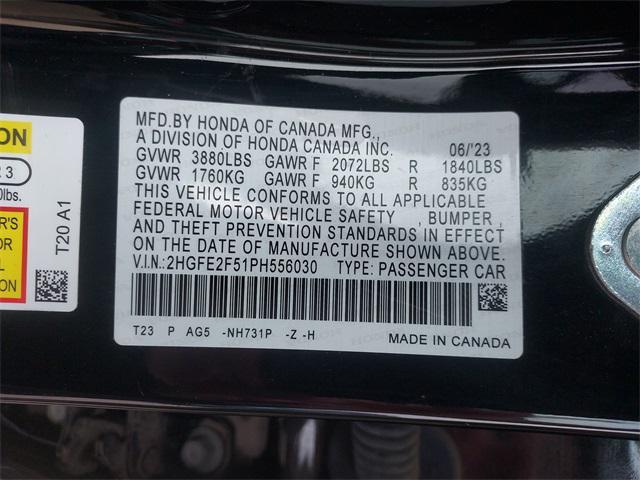 ON
R 3
0lbs.
R'S
OR
L
N
T20 A1
MFD.BY HONDA OF CANADA MFG.,
A DIVISION OF HONDA CANADA INC. 06/'23
GVWR 3880LBS GAWR F 2072LBS R 1840LBS
GVWR 1760KG GAWR F 940KG R 835KG
THIS VEHICLE CONFORMS TO ALL APPLICABLE
FEDERAL MOTOR VEHICLE SAFETY , BUMPER ,
AND THEFT PREVENTION STANDARDS IN EFFECT
ON THE DATE OF MANUFACTURE SHOWN ABOVE.
V.I.N.:2HGFE2F51PH556030 TYPE: PASSENGER CAR
T23 P AG5 -NH731P -Z -H
MADE IN CANADA